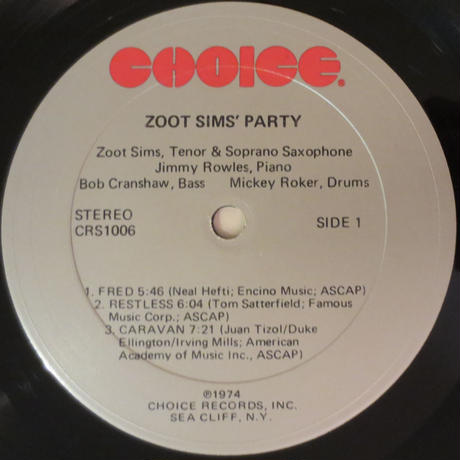 CHOICE.
ZOOT SIMS' PARTY
Zoot Sims, Tenor & Soprano Saxophone
Jimmy Rowles, Piano
Bob Cranshaw, Bass Mickey Roker, Drums
STEREO
CRS1006
SIDE 1
1. FRED 5:46 (Neal Hefti; Encino Music; ASCAP)
2. RESTLESS 6:04 (Tom Satterfield; Famous
Music Corp.; ASCAP)
3. CARAVAN 7:21 (Juan Tizol/Duke
Ellington/Irving Mills; American
Academy of Music Inc., ASCAP)
℗1974
CHOICE RECORDS, INC.
SEA CLIFF, N.Y.